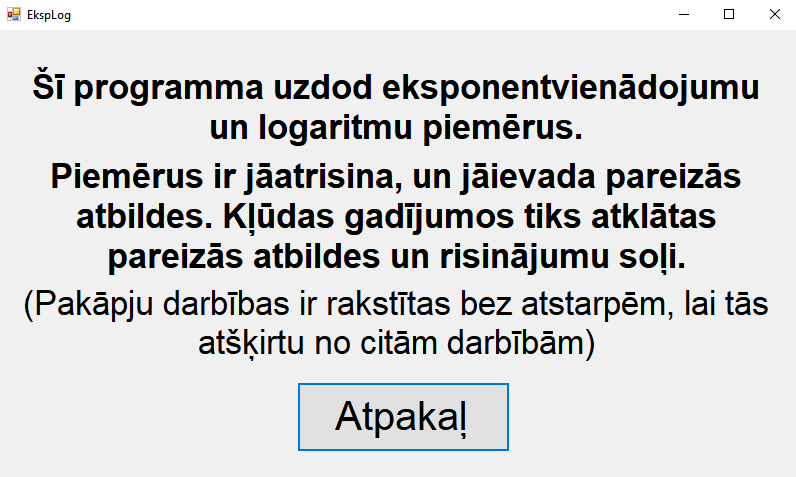 EkspLog
Šī programma uzdod eksponentvienādojumu
un logaritmu piemērus.
Piemērus ir jāatrisina, un jāievada pareizās
atbildes. Kļūdas gadījumos tiks atklātas
pareizās atbildes un risinājumu soļi.
(Pakāpju darbības ir rakstītas bez atstarpēm, lai tās
atšķirtu no citām darbībām)
Atpakaļ